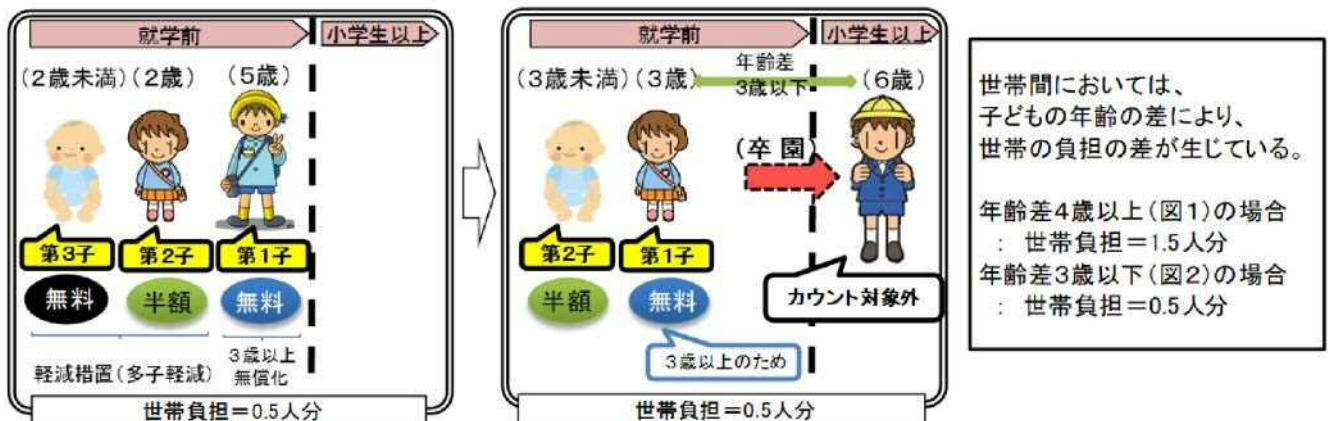 就学前
小学生以上
(2歳未満)(2歳)
(5歳)
第3子
第2子
第1子
無料
半額
無料
軽減措置(多子軽減)
3歳以上
無償化
世帯負担=0.5人分
就学前
小学生以上
(3歳未満)(3歳)
年齢差
3歳以下
(6歳)
(卒園)
第2子
第1子
半額
無料
カウント対象外
3歳以上のため
世帯負担=0.5人分
世帯間においては、
子どもの年齢の差により、
世帯の負担の差が生じている。
年齢差4歳以上(図1)の場合
: 世帯負担=1.5人分
年齢差3歳以下(図2)の場合
: 世帯負担=0.5人分